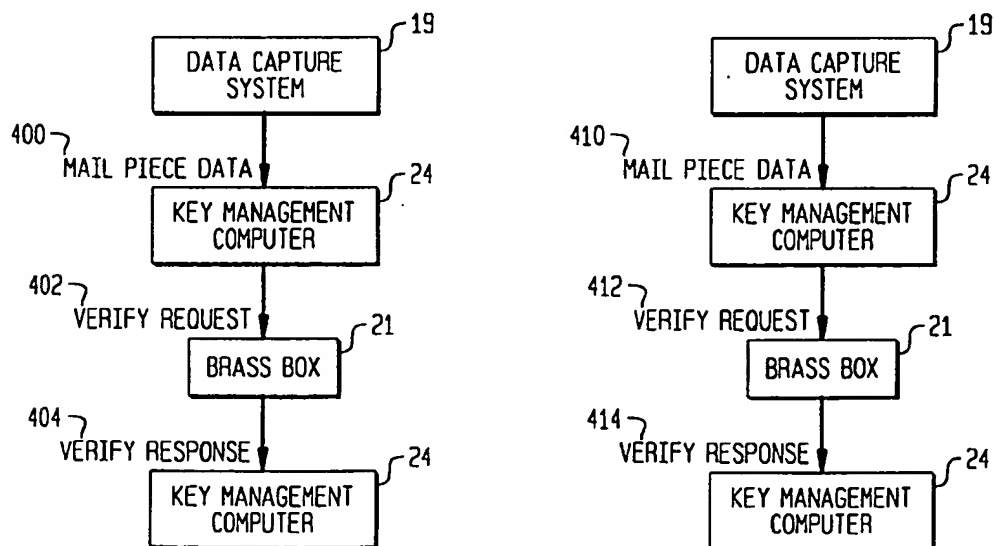 19
DATA CAPTURE
SYSTEM
400
MAIL PIECE DATA
24
KEY MANAGEMENT
COMPUTER
402
VERIFY REQUEST
21
BRASS BOX
404
VERIFY RESPONSE
24
KEY MANAGEMENT
COMPUTER
19
DATA CAPTURE
SYSTEM
410
MAIL PIECE DATA
24
KEY MANAGEMENT
COMPUTER
412
VERIFY REQUEST
21
BRASS BOX
414
VERIFY RESPONSE
24
KEY MANAGEMENT
COMPUTER